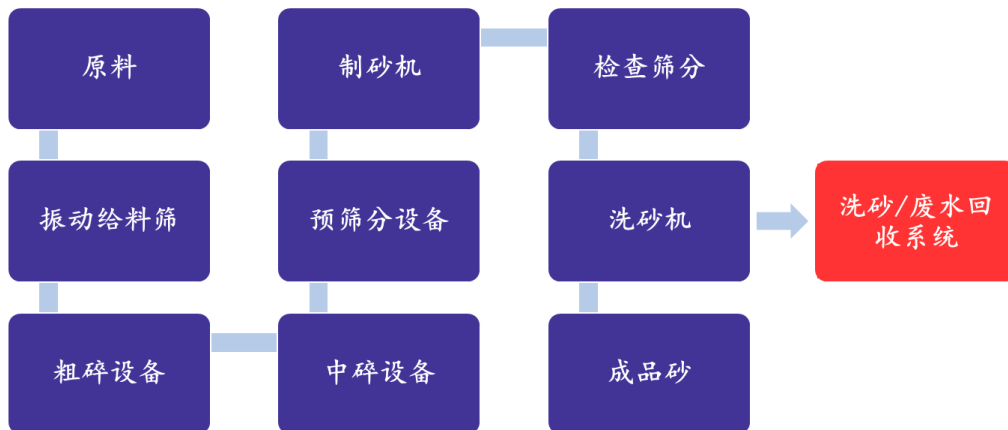 原料
制砂机
检查筛分
振动给料筛
预筛分设备
洗砂机
洗砂/废水回
收系统
粗碎设备
中碎设备
成品砂